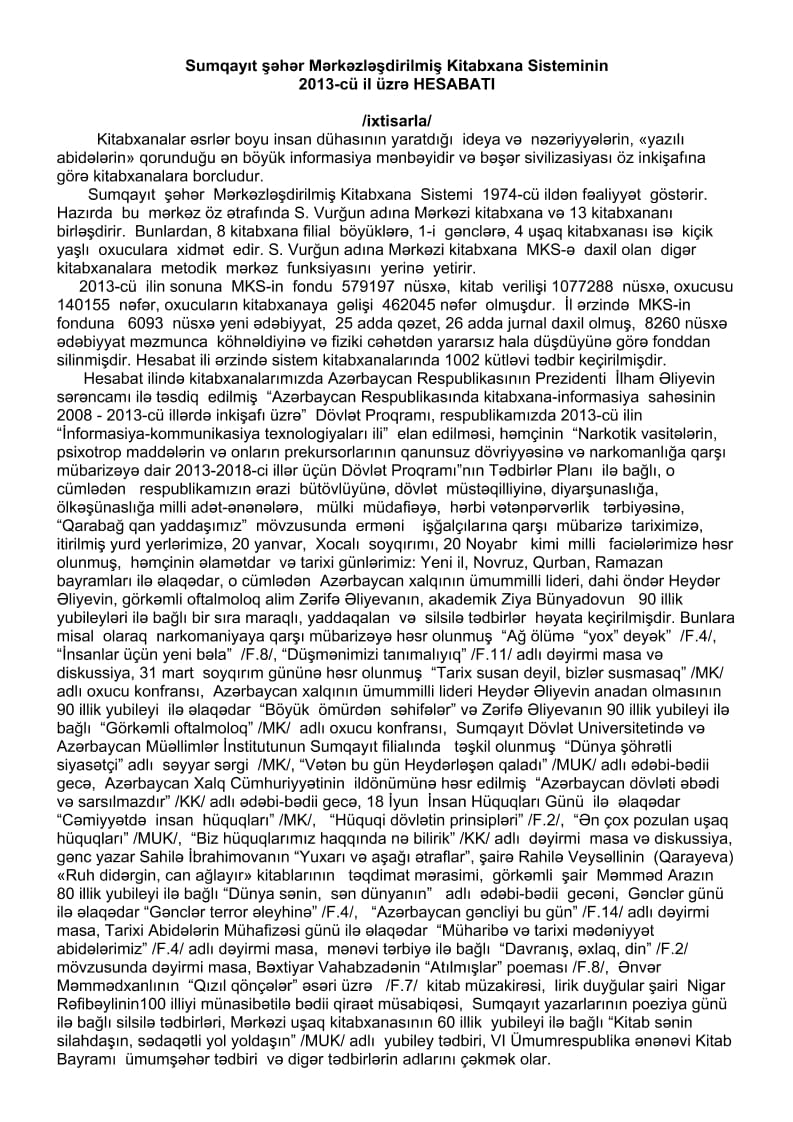 Sumqayıt şəhər Mərkəzləşdirilmiş Kitabxana Sisteminin
2013-cü il üzrə HESABATI
/ixtisarla/
Kitabxanalar əsrlər boyu insan dühasının yaratdığı ideya və nəzəriyyələrin, «yazılı
abidələrin» qorunduğu ən böyük informasiya mənbəyidir və bəşər sivilizasiyası öz inkişafına
görə kitabxanalara borcludur.
Sumqayıt şəhər Mərkəzləşdirilmiş Kitabxana Sistemi 1974-cü ildən fəaliyyət göstərir.
Hazırda bu mərkəz öz ətrafında S. Vurğun adına Mərkəzi kitabxana və 13 kitabxananı
birləşdirir. Bunlardan, 8 kitabxana filial böyüklərə, 1-i gənclərə, 4 uşaq kitabxanası isə kiçik
yaşlı oxuculara xidmət edir. S. Vurğun adına Mərkəzi kitabxana MKS-ə daxil olan digər
kitabxanalara metodik mərkəz funksiyasını yerinə yetirir.
2013-cü ilin sonuna MKS-in fondu 579197 nüsxə, kitab verilişi 1077288 nüsxə, oxucusu
140155 nəfər, oxucuların kitabxanaya gəlişi 462045 nəfər olmuşdur. İl ərzində MKS-in
fonduna 6093 nüsxə yeni ədəbiyyat, 25 adda qəzet, 26 adda jurnal daxil olmuş, 8260 nüsxə
ədəbiyyat məzmunca köhnəldiyinə və fiziki cəhətdən yararsız hala düşdüyünə görə fonddan
silinmişdir. Hesabat ili ərzində sistem kitabxanalarında 1002 kütləvi tədbir keçirilmişdir.
Hesabat ilində kitabxanalarımızda Azərbaycan Respublikasının Prezidenti İlham Əliyevin
sərəncamı ilə təsdiq edilmiş “Azərbaycan Respublikasında kitabxana-informasiya sahəsinin
2008 - 2013-cü illərdə inkişafı üzrə” Dövlət Proqramı, respublikamızda 2013-cü ilin
“İnformasiya-kommunikasiya texnologiyaları ili” elan edilməsi, həmçinin “Narkotik vasitələrin,
psixotrop maddələrin və onların prekursorlarının qanunsuz dövriyyəsinə və narkomanlığa qarşı
mübarizəyə dair 2013-2018-ci illər üçün Dövlət Proqramı”nın Tədbirlər Planı ilə bağlı, o
cümlədən respublikamızın ərazi bütövlüyünə, dövlət müstəqilliyinə, diyarşunaslığa,
ölkəşünaslığa milli adət-ənənələrə, mülki müdafiəyə, hərbi vətənpərvərlik tərbiyəsinə,
“Qarabağ qan yaddaşımız” mövzusunda erməni işğalçılarına qarşı mübarizə tariximizə,
itirilmiş yurd yerlərimizə, 20 yanvar, Xocalı soyqırımı, 20 Noyabr kimi milli faciələrimizə həsr
olunmuş, həmçinin əlamətdar və tarixi günlərimiz: Yeni il, Novruz, Qurban, Ramazan
bayramları ilə əlaqədar, o cümlədən Azərbaycan xalqının ümummilli lideri, dahi öndər Heydər
Əliyevin, görkəmli oftalmoloq alim Zərifə Əliyevanın, akademik Ziya Bünyadovun 90 illik
yubileyləri ilə bağlı bir sıra maraqlı, yaddaqalan və silsilə tədbirlər həyata keçirilmişdir. Bunlara
misal olaraq narkomaniyaya qarşı mübarizəyə həsr olunmuş “Ağ ölümə “yox” deyək” /F.4/,
“İnsanlar üçün yeni bəla” /F.8/, “Düşmənimizi tanımalıyıq” /F.11/ adlı dəyirmi masa və
diskussiya, 31 mart soyqırım gününə həsr olunmuş “Tarix susan deyil, bizlər susmasaq” /MK/
adlı oxucu konfransı, Azərbaycan xalqının ümummilli lideri Heydər Əliyevin anadan olmasının
90 illik yubileyi ilə əlaqədar “Böyük ömürdən səhifələr” və Zərifə Əliyevanın 90 illik yubileyi ilə
bağlı “Görkəmli oftalmoloq” /MK/ adlı oxucu konfransı, Sumqayıt Dövlət Universitetində və
Azərbaycan Müəllimlər İnstitutunun Sumqayıt filialında təşkil olunmuş “Dünya şöhrətli
siyasətçi” adlı səyyar sərgi /MK/, “Vətən bu gün Heydərləşən qaladı” /MUK/ adlı ədəbi-bədii
gecə, Azərbaycan Xalq Cümhuriyyətinin ildönümünə həsr edilmiş “Azərbaycan dövləti əbədi
və sarsılmazdır” /KK/ adlı ədəbi-bədii gecə, 18 İyun İnsan Hüquqları Günü ilə əlaqədar
“Cəmiyyətdə insan hüquqları” /MK/, “Hüquqi dövlətin prinsipləri” /F.2/, “Ən çox pozulan uşaq
hüquqları” /MUK/, “Biz hüquqlarımız haqqında nə bilirik” /KK/ adlı dəyirmi masa və diskussiya,
gənc yazar Sahilə İbrahimovanın “Yuxarı və aşağı ətraflar”, şairə Rahilə Veysəllinin (Qarayeva)
«Ruh didərgin, can ağlayır» kitablarının təqdimat mərasimi, görkəmli şair Məmməd Arazın
80 illik yubileyi ilə bağlı “Dünya sənin, sən dünyanın” adlı ədəbi-bədii gecəni, Gənclər günü
ilə əlaqədar “Gənclər terror əleyhinə” /F.4/, “Azərbaycan gəncliyi bu gün” /F.14/ adlı dəyirmi
masa, Tarixi Abidələrin Mühafizəsi günü ilə əlaqədar “Müharibə və tarixi mədəniyyət
abidələrimiz” /F.4/ adlı dəyirmi masa, mənəvi tərbiyə ilə bağlı “Davranış, əxlaq, din” /F.2/
mövzusunda dəyirmi masa, Bəxtiyar Vahabzadənin “Atılmışlar” poeması /F.8/, Ənvər
Məmmədxanlının “Qızıl qönçələr” əsəri üzrə /F.7/ kitab müzakirəsi, lirik duyğular şairi Nigar
Rəfibəylinin100 illiyi münasibətilə bədii qiraət müsabiqəsi, Sumqayıt yazarlarının poeziya günü
ilə bağlı silsilə tədbirləri, Mərkəzi uşaq kitabxanasının 60 illik yubileyi ilə bağlı “Kitab sənin
silahdaşın, sədaqətli yol yoldaşın” /MUK/ adlı yubiley tədbiri, VI Ümumrespublika ənənəvi Kitab
Bayramı ümumşəhər tədbiri və digər tədbirlərin adlarını çəkmək olar.